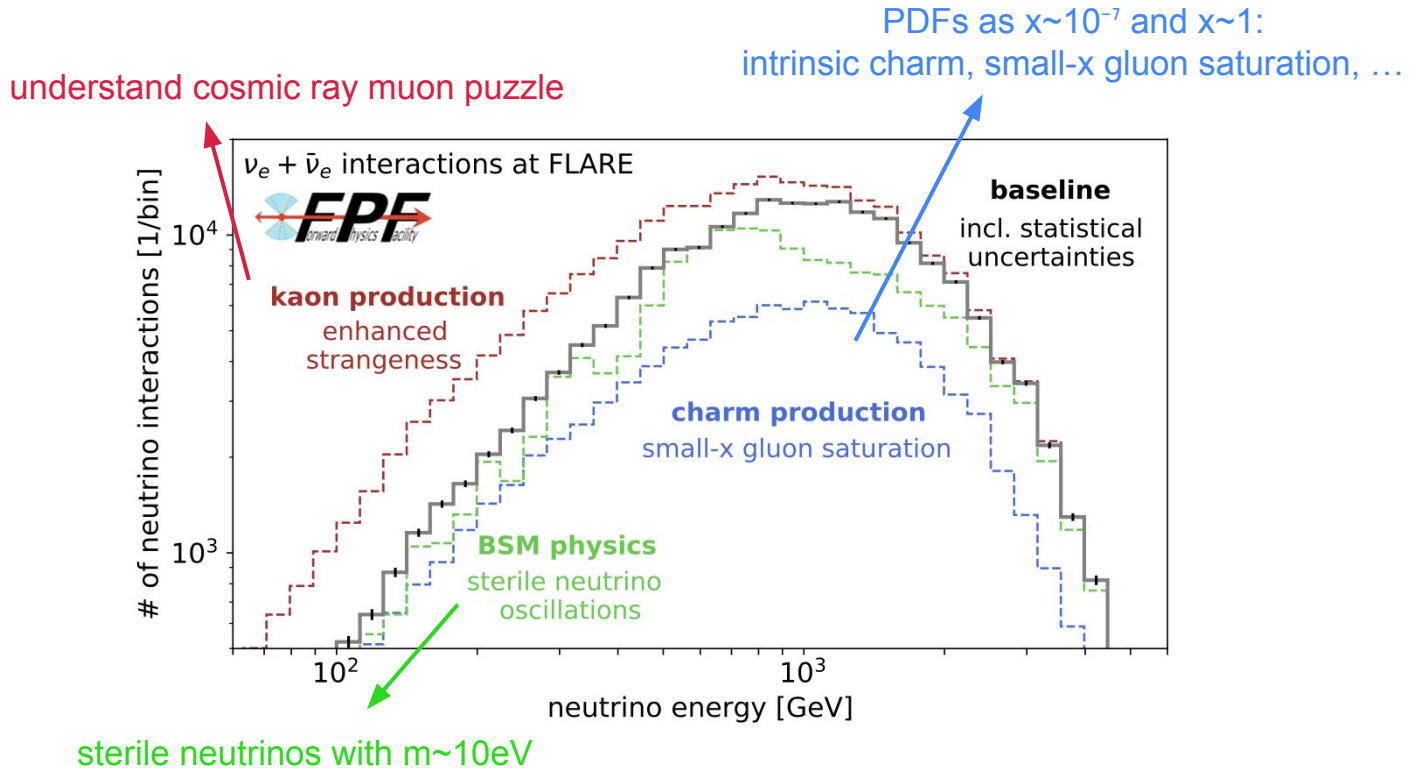 PDFs as x~10⁻⁷ and x~1:
intrinsic charm, small-x gluon saturation, …
understand cosmic ray muon puzzle
νₑ + ν̄ₑ interactions at FLARE
FPF
Forward Physics Facility
baseline
incl. statistical
uncertainties
kaon production
enhanced
strangeness
charm production
small-x gluon saturation
BSM physics
sterile neutrino
oscillations
# of neutrino interactions [1/bin]
10⁴
10³
10²
10³
neutrino energy [GeV]
sterile neutrinos with m~10eV